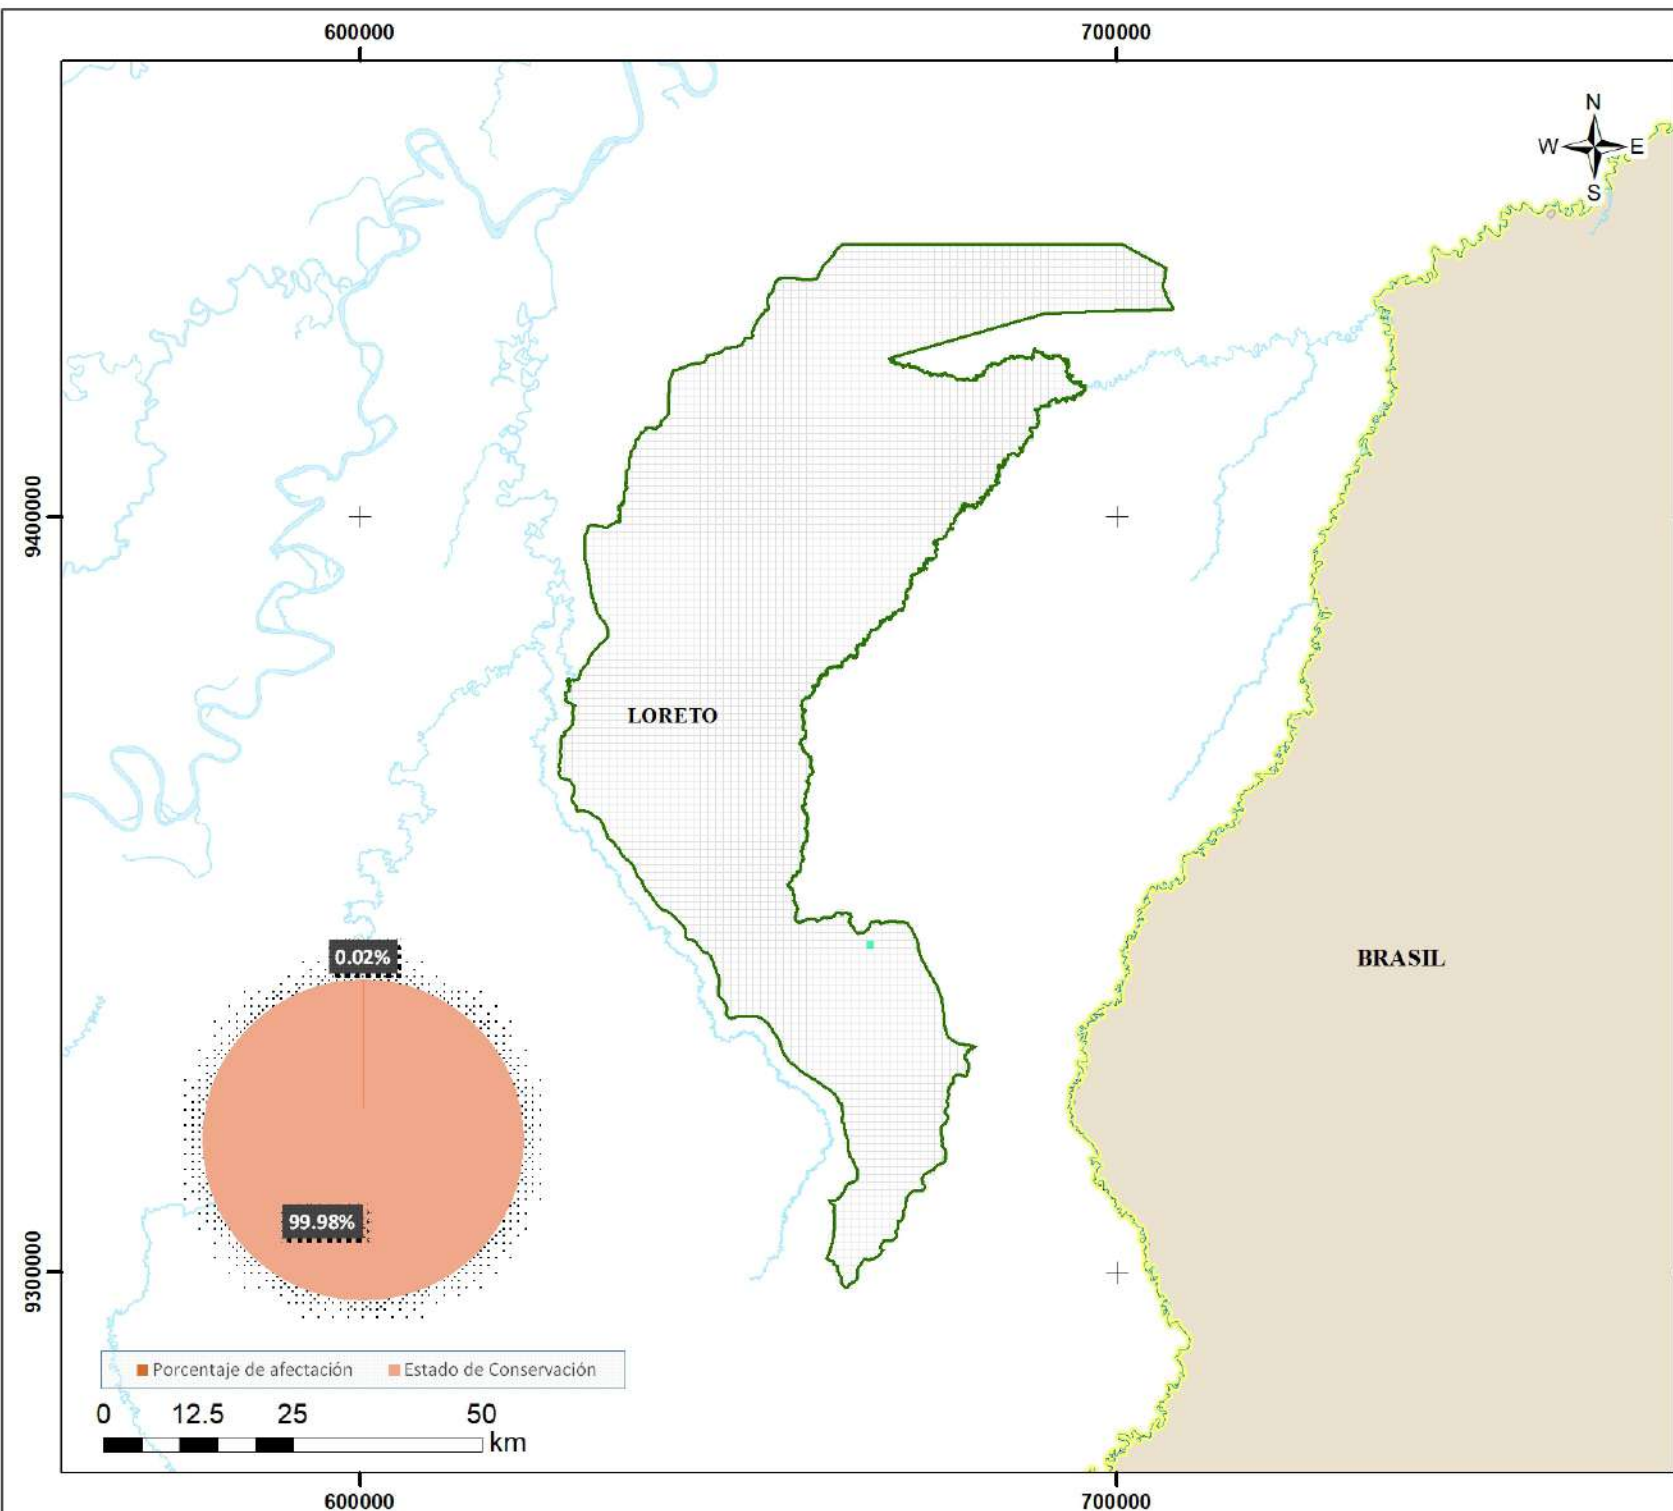 600000 700000
N
W E
S
9400000
LORETO
BRASIL
0.02%
99.98%
9300000
Porcentaje de afectación Estado de Conservación
0 12.5 25 50
km
600000 700000